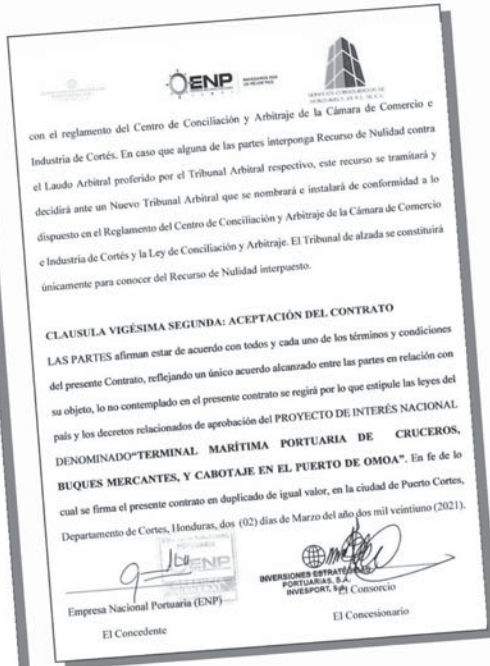 ENP
SERVICIOS CONSOLIDADOS DE
HONDURAS S. DE R.L. DE C.V.
con el reglamento del Centro de Conciliación y Arbitraje de la Cámara de Comercio e
Industria de Cortés. En caso que alguna de las partes interponga Recurso de Nulidad contra
el Laudo Arbitral proferido por el Tribunal Arbitral respectivo, este recurso se tramitará y
decidirá ante un Nuevo Tribunal Arbitral que se nombrará e instalará de conformidad a lo
dispuesto en el Reglamento del Centro de Conciliación y Arbitraje de la Cámara de Comercio
e Industria de Cortés y la Ley de Conciliación y Arbitraje. El Tribunal de alzada se constituirá
únicamente para conocer del Recurso de Nulidad interpuesto.
CLAUSULA VIGÉSIMA SEGUNDA: ACEPTACIÓN DEL CONTRATO
LAS PARTES afirman estar de acuerdo con todos y cada uno de los términos y condiciones
del presente Contrato, reflejando un único acuerdo alcanzado entre las partes en relación con
su objeto, lo no contemplado en el presente contrato se regirá por lo que estipule las leyes del
país y los decretos relacionados de aprobación del PROYECTO DE INTERÉS NACIONAL
DENOMINADO“TERMINAL MARÍTIMA PORTUARIA DE CRUCEROS,
BUQUES MERCANTES, Y CABOTAJE EN EL PUERTO DE OMOA”. En fe de lo
cual se firma el presente contrato en duplicado de igual valor, en la ciudad de Puerto Cortes,
Departamento de Cortes, Honduras, dos (02) días de Marzo del año dos mil veintiuno (2021).
ENP
INVERSIONES ESTRATÉGICAS
PORTUARIAS, S.A.
INVESPORT, S.A.
Empresa Nacional Portuaria (ENP)
El Consorcio
El Concedente
El Concesionario